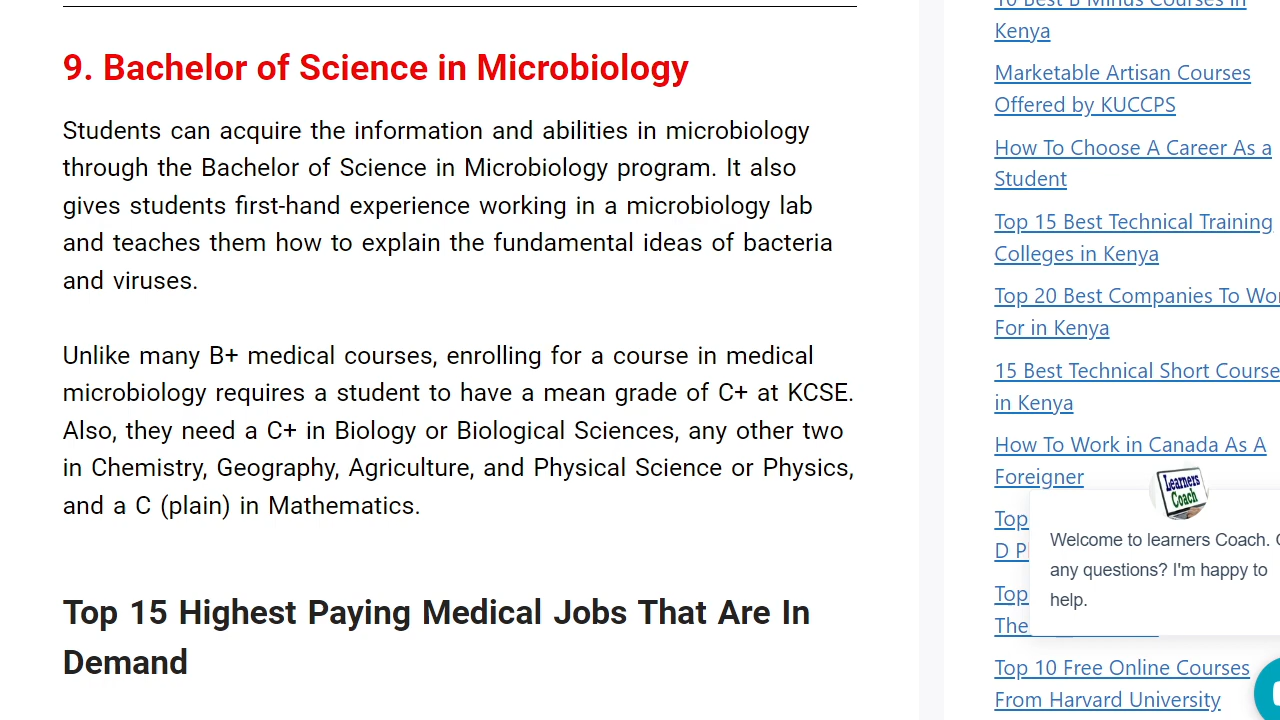 9. Bachelor of Science in Microbiology
Students can acquire the information and abilities in microbiology
through the Bachelor of Science in Microbiology program. It also
gives students first-hand experience working in a microbiology lab
and teaches them how to explain the fundamental ideas of bacteria
and viruses.
Unlike many B+ medical courses, enrolling for a course in medical
microbiology requires a student to have a mean grade of C+ at KCSE.
Also, they need a C+ in Biology or Biological Sciences, any other two
in Chemistry, Geography, Agriculture, and Physical Science or Physics,
and a C (plain) in Mathematics.
Top 15 Highest Paying Medical Jobs That Are In
Demand
10 Best B Minus Courses in
Kenya
Marketable Artisan Courses
Offered by KUCCPS
How To Choose A Career As a
Student
Top 15 Best Technical Training
Colleges in Kenya
Top 20 Best Companies To
For in Kenya
15 Best Technical Short Course
in Kenya
How To Work in Canada As A
Foreigner
Top
D
Top
The
Top 10 Free Online Courses
From Harvard University
Learners
Coach
Welcome to learners Coach.
any questions? I'm happy to
help.